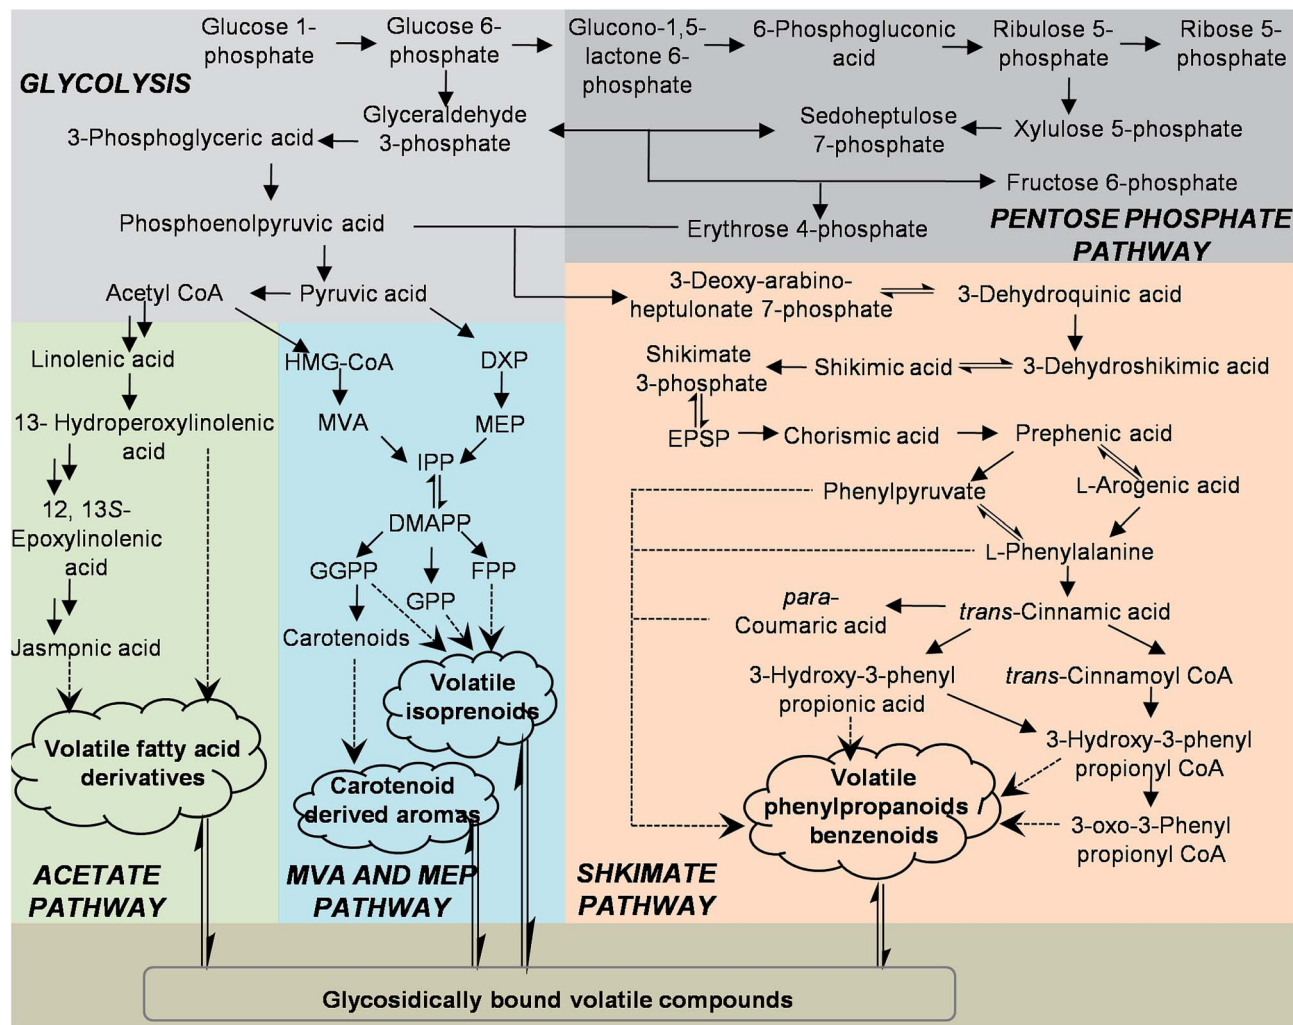 Glucose 1-
phosphate
Glucose 6-
phosphate
Glucono-1,5-
lactone 6-
phosphate
6-Phosphogluconic
acid
Ribulose 5-
phosphate
Ribose 5-
phosphate
GLYCOLYSIS
Glyceraldehyde
3-phosphate
3-Phosphoglyceric acid
Sedoheptulose
7-phosphate
Xylulose 5-phosphate
Fructose 6-phosphate
Phosphoenolpyruvic acid
Erythrose 4-phosphate
PENTOSE PHOSPHATE
PATHWAY
Acetyl CoA
Pyruvic acid
3-Deoxy-arabino-
heptulonate 7-phosphate
3-Dehydroquinic acid
Linolenic acid
HMG-CoA
DXP
Shikimate
3-phosphate
Shikimic acid
3-Dehydroshikimic acid
13- Hydroperoxylinolenic
acid
MVA
MEP
EPSP
Chorismic acid
Prephenic acid
IPP
Phenylpyruvate
L-Arogenic acid
12, 13S-
Epoxylinolenic
acid
DMAPP
L-Phenylalanine
GGPP
FPP
GPP
para-
Coumaric acid
trans-Cinnamic acid
Jasmonic acid
Carotenoids
3-Hydroxy-3-phenyl
propionic acid
trans-Cinnamoyl CoA
Volatile
isoprenoids
Volatile fatty acid
derivatives
3-Hydroxy-3-phenyl
propionyl CoA
Carotenoid
derived aromas
Volatile
phenylpropanoids /
benzenoids
3-oxo-3-Phenyl
propionyl CoA
ACETATE
PATHWAY
MVA AND MEP
PATHWAY
SHKIMATE
PATHWAY
Glycosidically bound volatile compounds